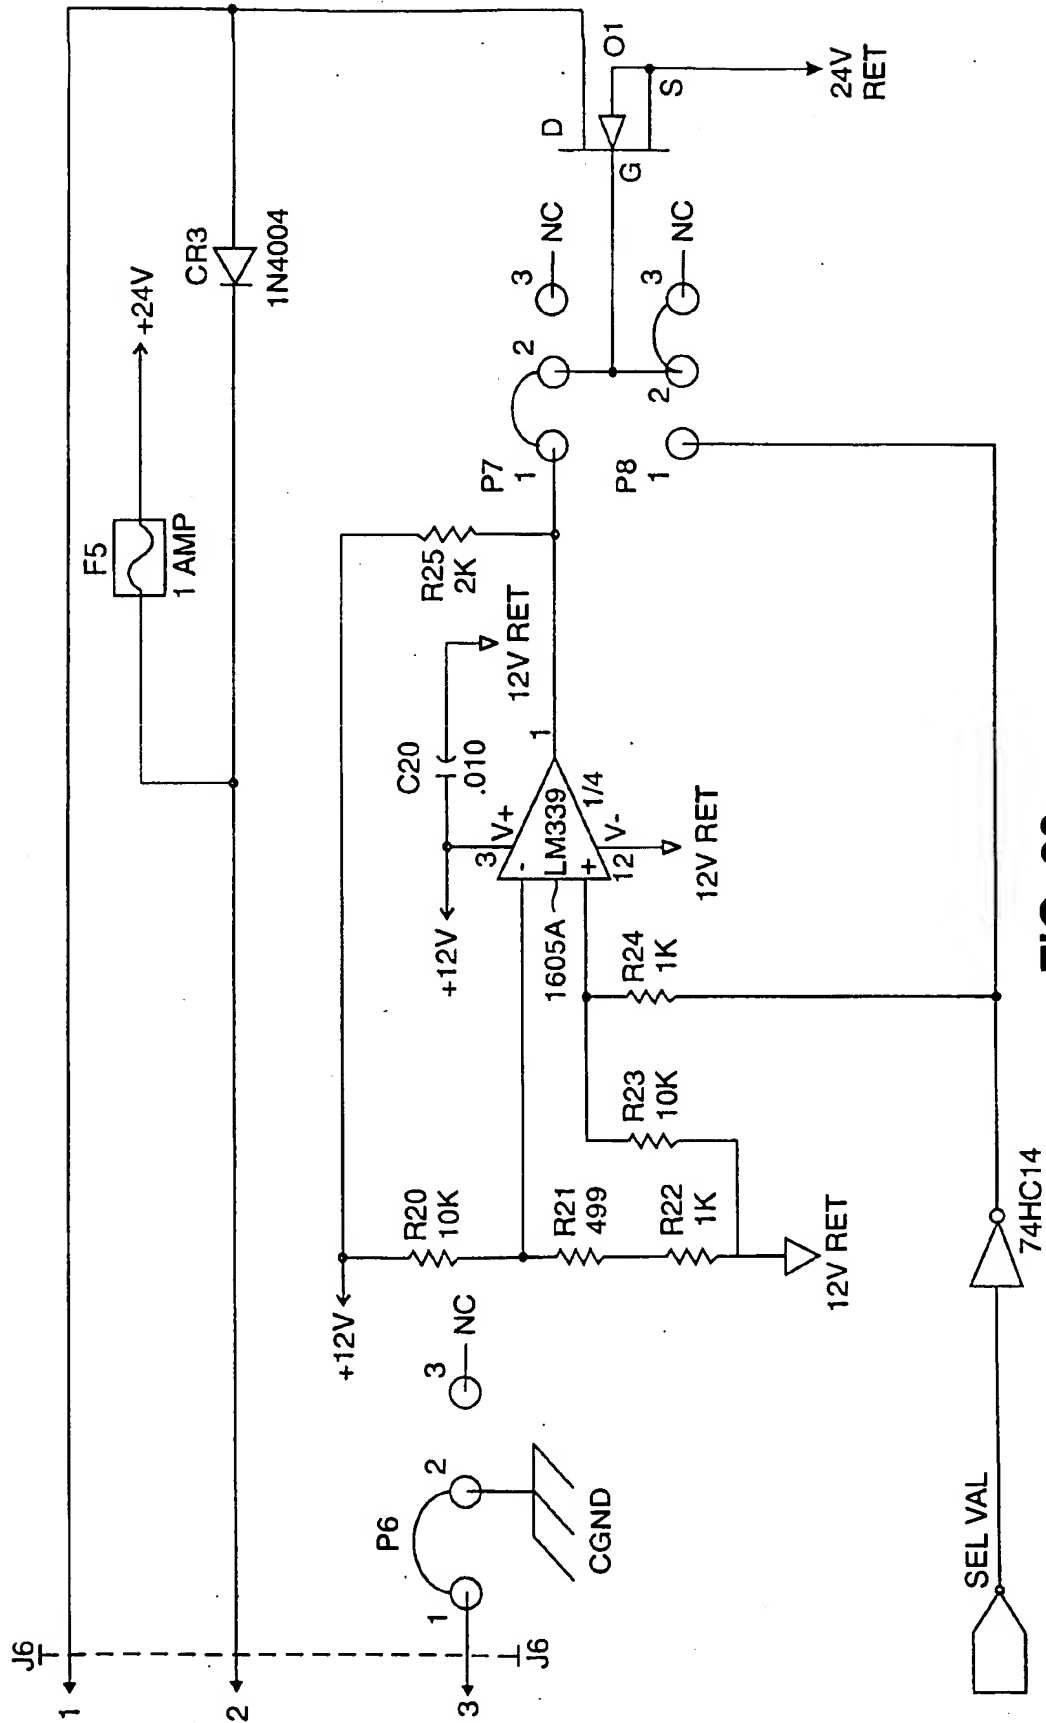 J6
1
2
3
J6
F5
1 AMP
+24V
CR3
1N4004
P6
1
2
3
NC
CGND
+12V
R20
10K
R21
499
R22
1K
12V RET
R23
10K
R24
1K
+12V
C20
.010
12V RET
3
V+
-
LM339
+
1/4
V-
12
1
1605A
12V RET
R25
2K
P7
1
2
3
NC
P8
1
2
3
NC
D
G
S
O1
24V
RET
SEL VAL
74HC14